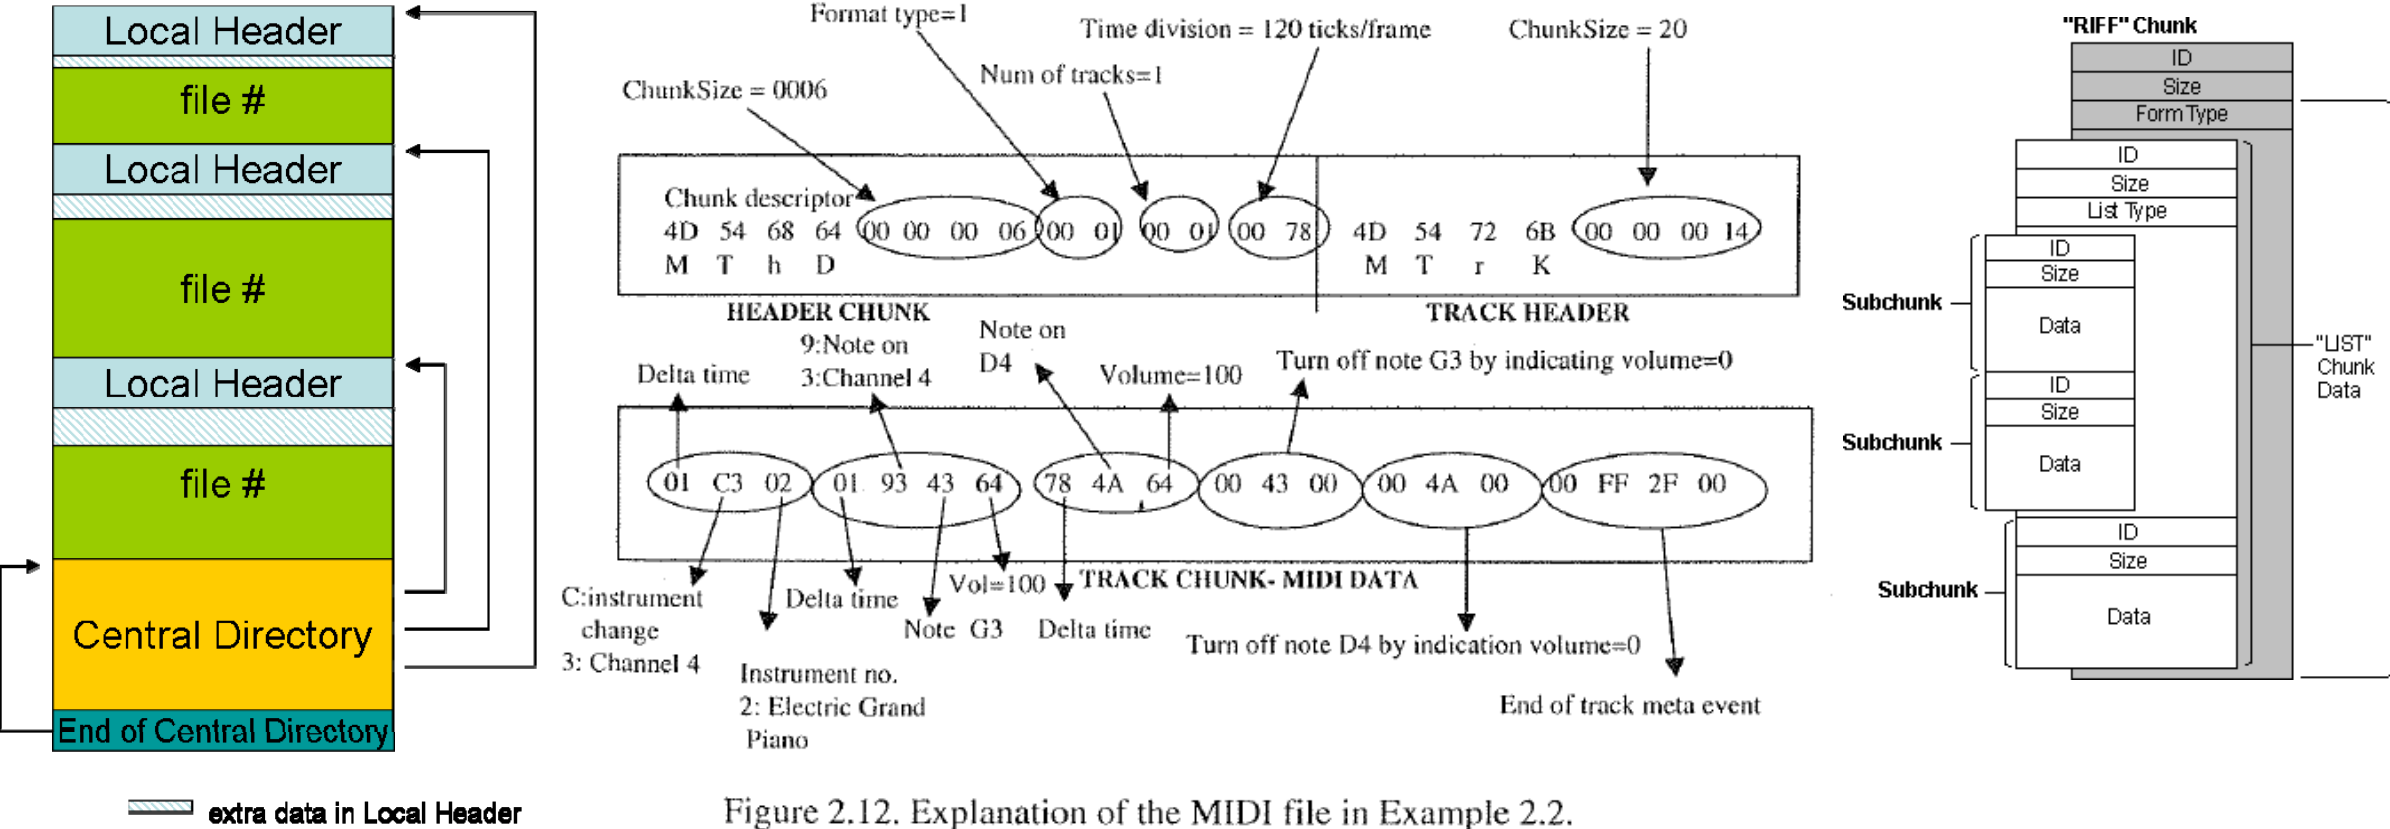 Local Header
file #
Local Header
file #
Local Header
file #
Central Directory
End of Central Directory
extra data in Local Header
Format type=1
Time division = 120 ticks/frame
ChunkSize = 20
Num of tracks=1
ChunkSize = 0006
Chunk descriptor
4D 54 68 64 00 00 00 06 00 01 00 01 00 78 4D 54 72 6B 00 00 00 14
M T h D M T r K
HEADER CHUNK
TRACK HEADER
Delta time
9:Note on
3:Channel 4
Note on
D4
Volume=100
Turn off note G3 by indicating volume=0
01 C3 02 01 93 43 64 78 4A 64 00 43 00 00 4A 00 00 FF 2F 00
TRACK CHUNK- MIDI DATA
C:instrument
change
3: Channel 4
Instrument no.
2: Electric Grand
Piano
Delta time
Note G3
Vol=100
Delta time
Turn off note D4 by indication volume=0
End of track meta event
Figure 2.12. Explanation of the MIDI file in Example 2.2.
"RIFF" Chunk
ID
Size
Form Type
ID
Size
List Type
ID
Size
Data
Subchunk
ID
Size
Data
Subchunk
ID
Size
Data
Subchunk
"LIST"
Chunk
Data